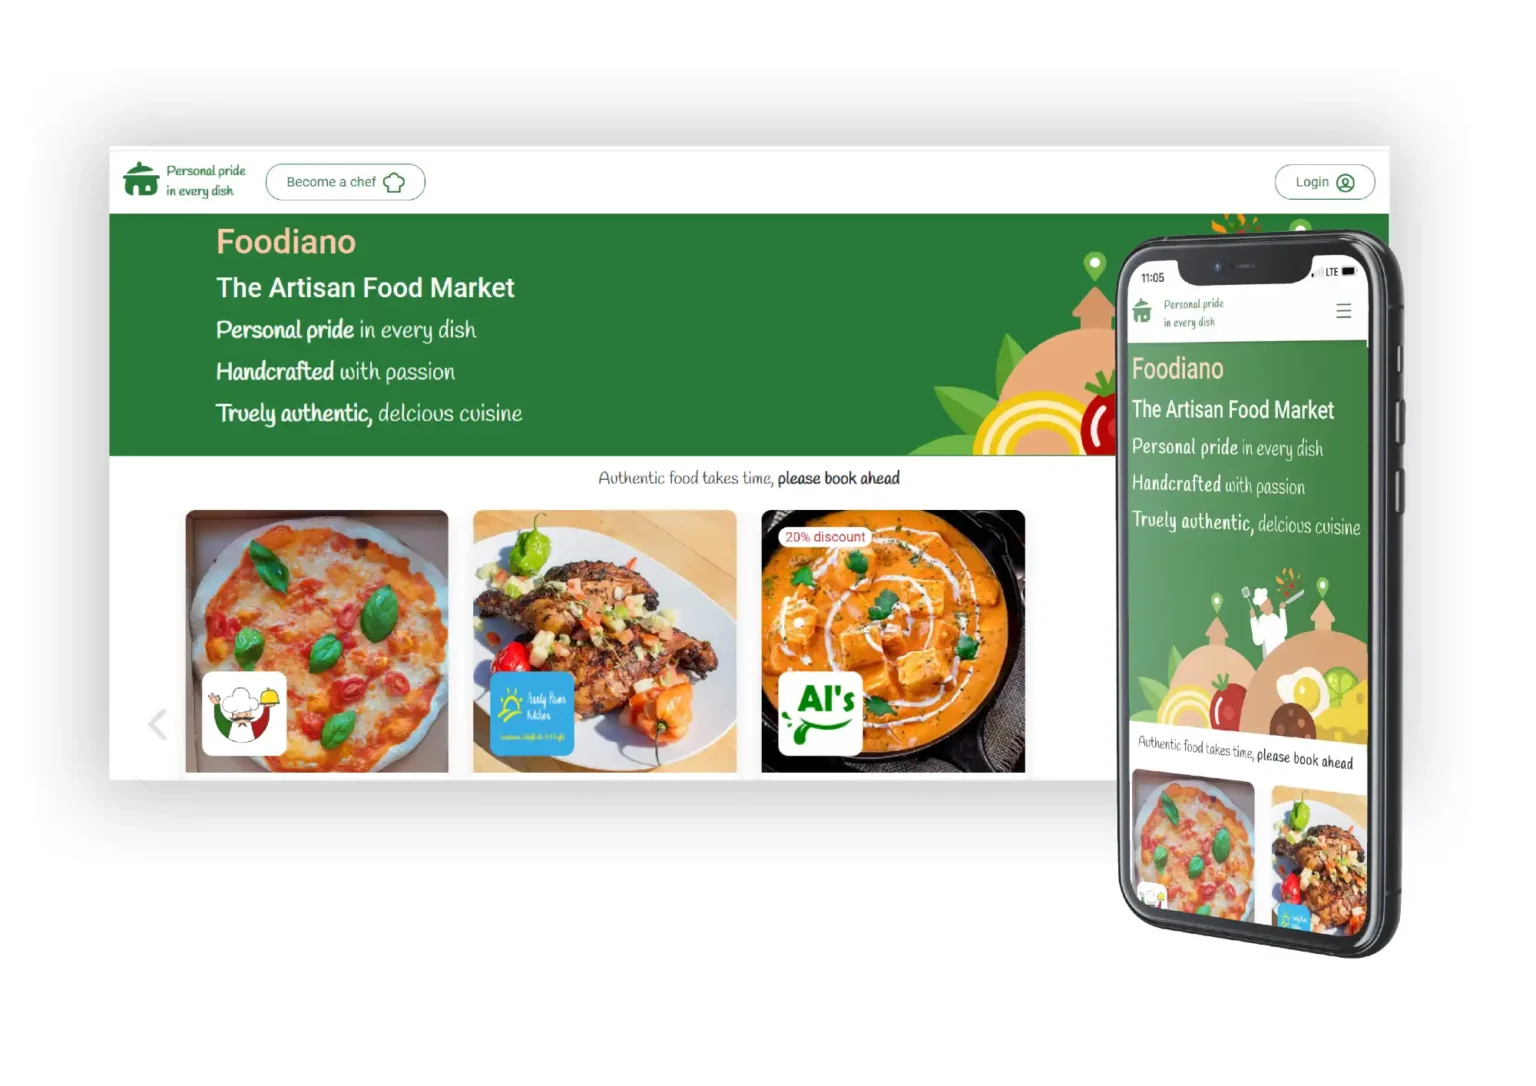 Personal pride
in every dish
Become a chef
Login
Foodiano
The Artisan Food Market
Personal pride in every dish
Handcrafted with passion
Truely authentic, delcious cuisine
Authentic food takes time, please book ahead
20% discount
Al's
11:05
LTE
Personal pride
in every dish
Foodiano
The Artisan Food Market
Personal pride in every dish
Handcrafted with passion
Truely authentic, delcious cuisine
Authentic food takes time, please book ahead